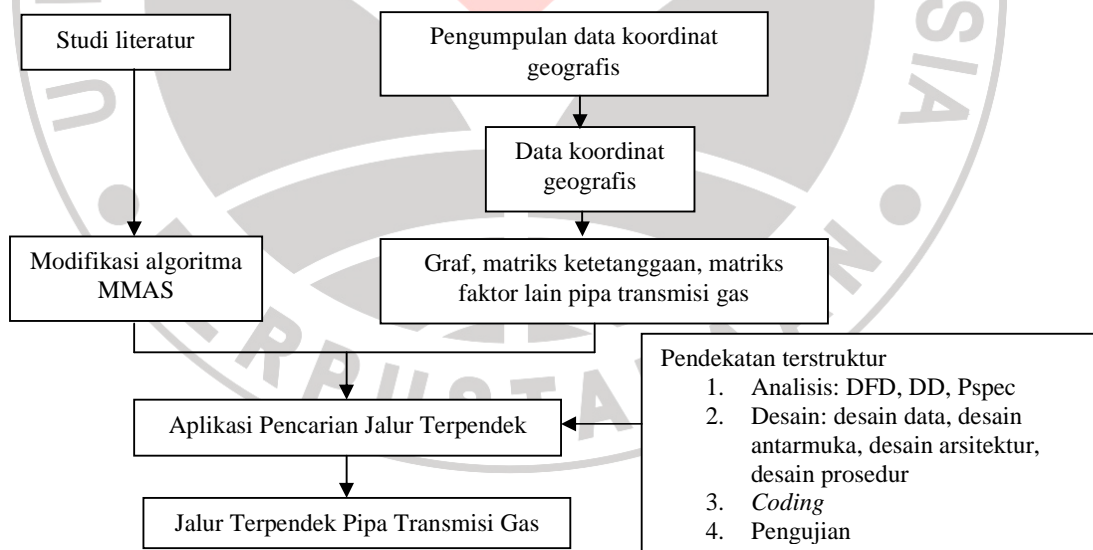 Studi literatur
Pengumpulan data koordinat
geografis
Data koordinat
geografis
Modifikasi algoritma
MMAS
Graf, matriks ketetanggaan, matriks
faktor lain pipa transmisi gas
Pendekatan terstruktur
1. Analisis: DFD, DD, Pspec
2. Desain: desain data, desain
antarmuka, desain arsitektur,
desain prosedur
3. Coding
4. Pengujian
Aplikasi Pencarian Jalur Terpendek
Jalur Terpendek Pipa Transmisi Gas